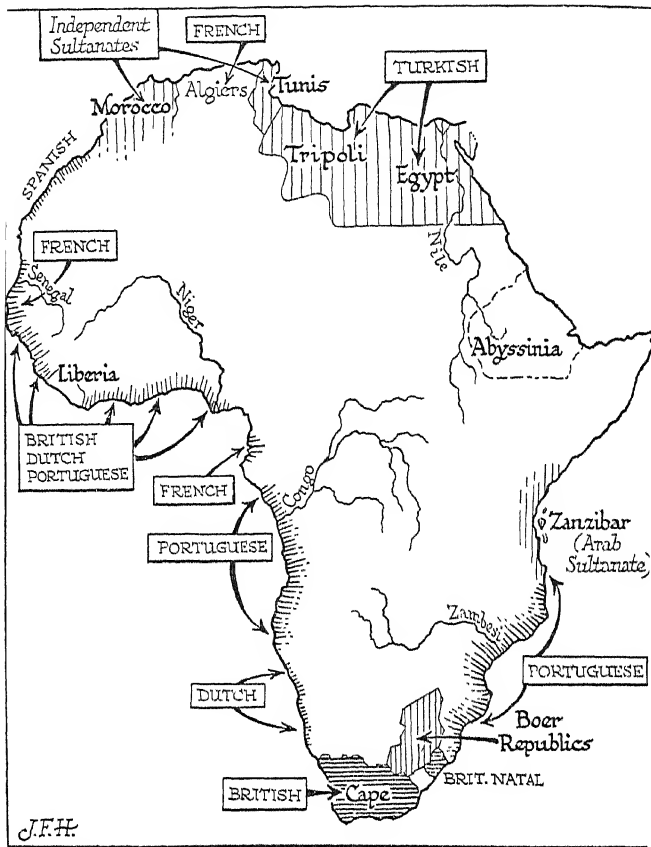 Independent
Sultanates
FRENCH
TURKISH
Morocco
Algiers
Tunis
Tripoli
Egypt
SPANISH
FRENCH
Senegal
Niger
Nile
Abyssinia
Liberia
BRITISH
DUTCH
PORTUGUESE
FRENCH
Congo
Zanzibar
(Arab
Sultanate)
PORTUGUESE
Zambesi
PORTUGUESE
DUTCH
Boer
Republics
BRITISH
Cape
BRIT. NATAL
J.F.H.